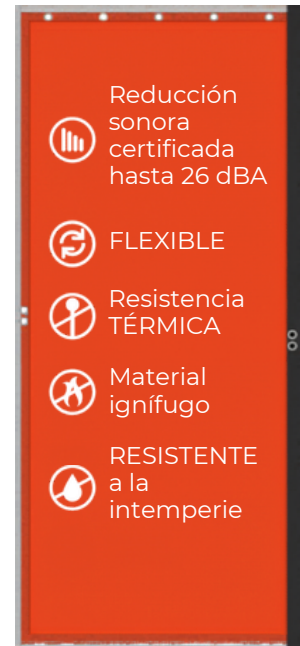 Reducción
sonora
certificada
hasta 26 dBA
FLEXIBLE
Resistencia
TÉRMICA
Material
ignífugo
RESISTENTE
a la
intemperie